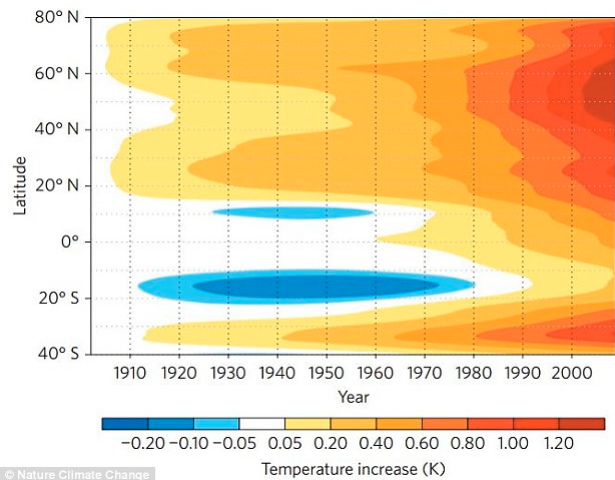 80° N
60° N
40° N
20° N
0°
20° S
40° S
Latitude
1910 1920 1930 1940 1950 1960 1970 1980 1990 2000
Year
−0.20 −0.10 −0.05 0.05 0.20 0.40 0.60 0.80 1.00 1.20
Temperature increase (K)
© Nature Climate Change